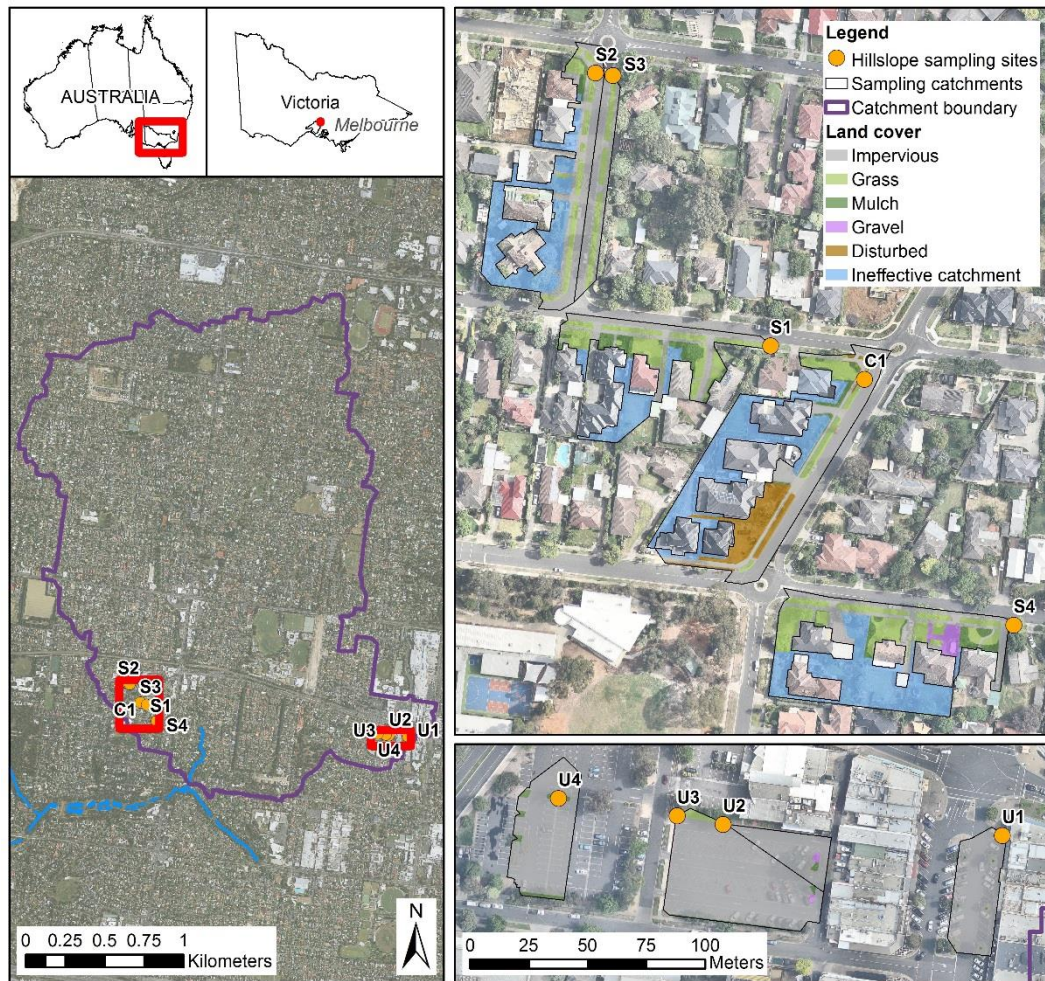 AUSTRALIA
Victoria
Melbourne
S2
S3
C1
S1
S4
U3
U2
U1
U4
N
0 0.25 0.5 0.75 1
Kilometers
S2
S3
S1
C1
S4
Legend
Hillslope sampling sites
Sampling catchments
Catchment boundary
Land cover
Impervious
Grass
Mulch
Gravel
Disturbed
Ineffective catchment
U4
U3
U2
U1
0 25 50 75 100
Meters